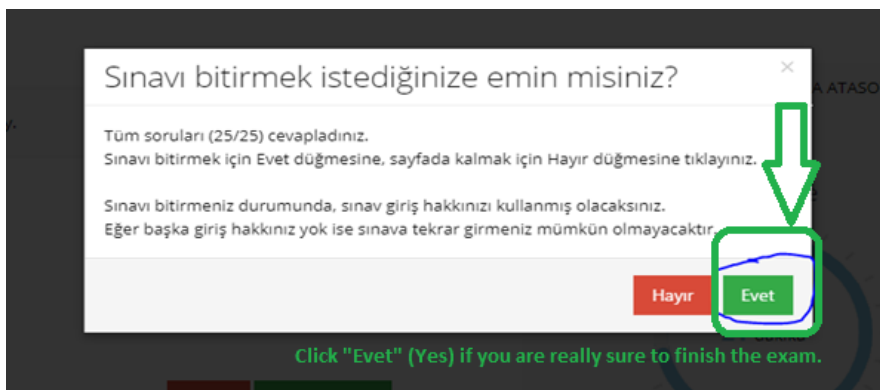 Sınavı bitirmek istediğinize emin misiniz?
×
A ATASO
y.
Tüm soruları (25/25) cevapladınız.
Sınavı bitirmek için Evet düğmesine, sayfada kalmak için Hayır düğmesine tıklayınız.
Sınavı bitirmeniz durumunda, sınav giriş hakkınızı kullanmış olacaksınız.
Eğer başka giriş hakkınız yok ise sınava tekrar girmeniz mümkün olmayacaktır.
Hayır
Evet
Click "Evet" (Yes) if you are really sure to finish the exam.